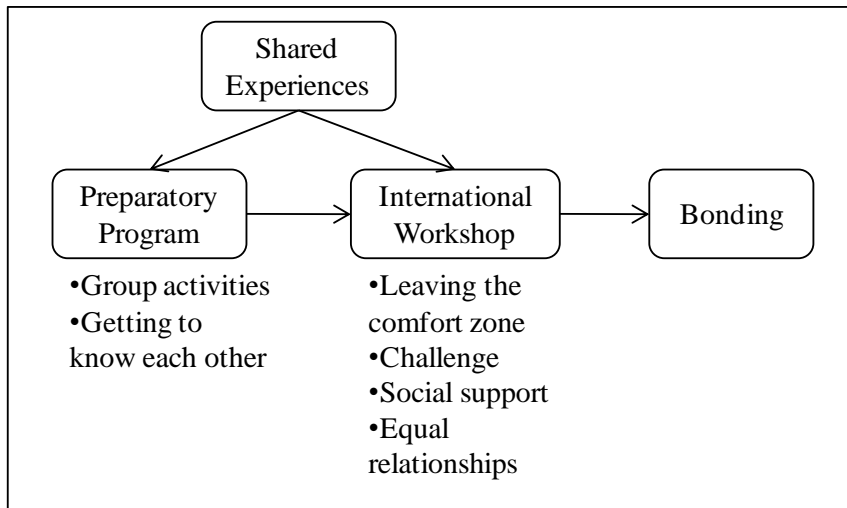 Shared
Experiences
Preparatory
Program
International
Workshop
Bonding
•Group activities
•Getting to
know each other
•Leaving the
comfort zone
•Challenge
•Social support
•Equal
relationships